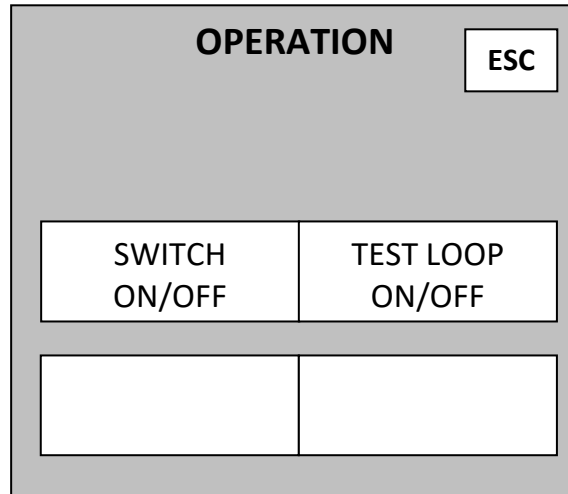 OPERATION
ESC
SWITCH
ON/OFF
TEST LOOP
ON/OFF